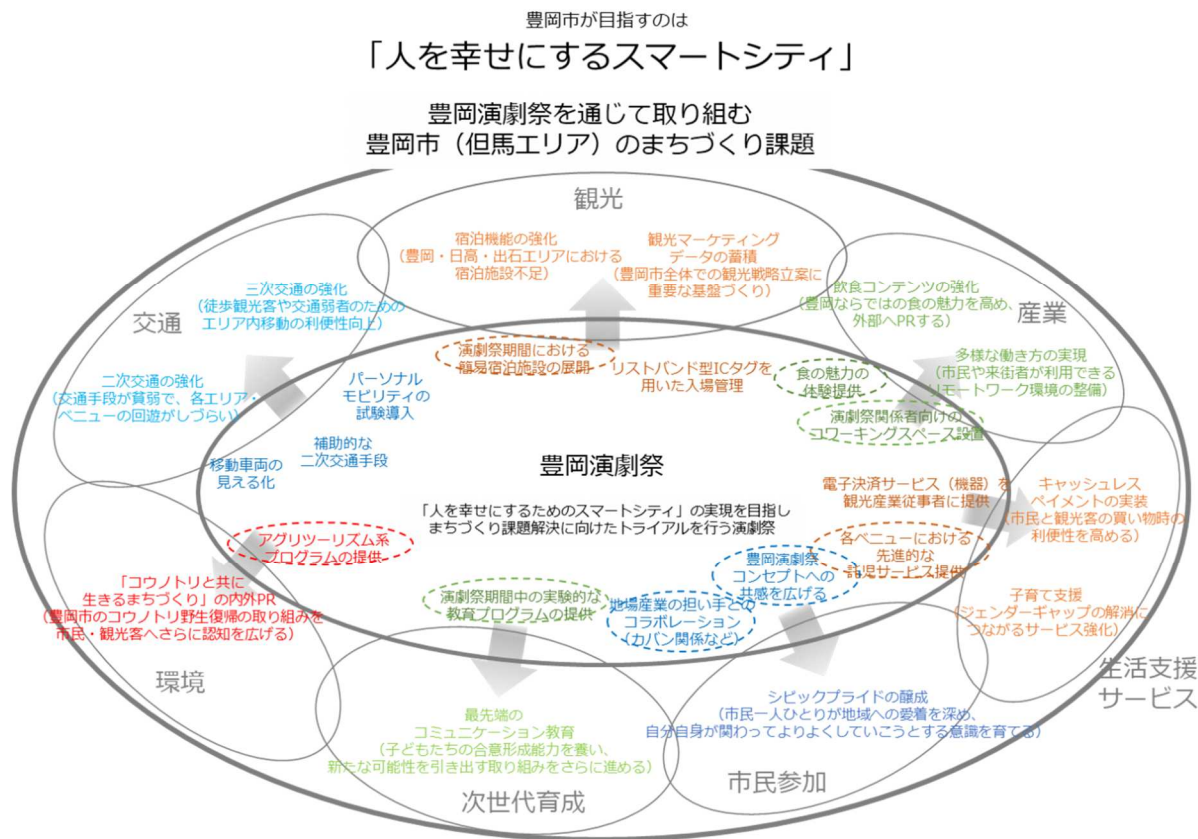 豊岡市が目指すのは
「人を幸せにするスマートシティ」
豊岡演劇祭を通じて取り組む
豊岡市（但馬エリア）のまちづくり課題
観光
宿泊機能の強化
（豊岡・日高・出石エリアにおける
宿泊施設不足）
観光マーケティング
データの蓄積
（豊岡市全体での観光戦略立案に
重要な基盤づくり）
交通
三次交通の強化
（徒歩観光客や交通弱者のための
エリア内移動の利便性向上）
二次交通の強化
（交通手段が貧弱で、各エリア・
ベニューの回遊がしづらい）
産業
飲食コンテンツの強化
（豊岡ならではの食の魅力を高め、
外部へPRする）
多様な働き方の実現
（市民や来街者が利用できる
リモートワーク環境の整備）
演劇祭期間における
簡易宿泊施設の展開
リストバンド型ICタグを
用いた入場管理
食の魅力の
体験提供
演劇祭関係者向けの
コワーキングスペース設置
パーソナル
モビリティの
試験導入
補助的な
二次交通手段
移動車両の
見える化
豊岡演劇祭
「人を幸せにするためのスマートシティ」の実現を目指し
まちづくり課題解決に向けたトライアルを行う演劇祭
電子決済サービス（機器）を
観光産業従事者に提供
キャッシュレス
ペイメントの実装
（市民と観光客の買い物時の
利便性を高める）
各ベニューにおける
先進的な
託児サービス提供
豊岡演劇祭
コンセプトへの
共感を広げる
アグリツーリズム系
プログラムの提供
演劇祭期間中の実験的な
教育プログラムの提供
地場産業の担い手との
コラボレーション
（カバン関係など）
「コウノトリと共に
生きるまちづくり」の内外PR
（豊岡市のコウノトリ野生復帰の取り組みを
市民・観光客へさらに認知を広げる）
環境
子育て支援
（ジェンダーギャップの解消に
つながるサービス強化）
生活支援
サービス
最先端の
コミュニケーション教育
（子どもたちの合意形成能力を養い、
新たな可能性を引き出す取り組みをさらに進める）
次世代育成
シビックプライドの醸成
（市民一人ひとりが地域への愛着を深め、
自分自身が関わってよりよくしていこうとする意識を育てる）
市民参加